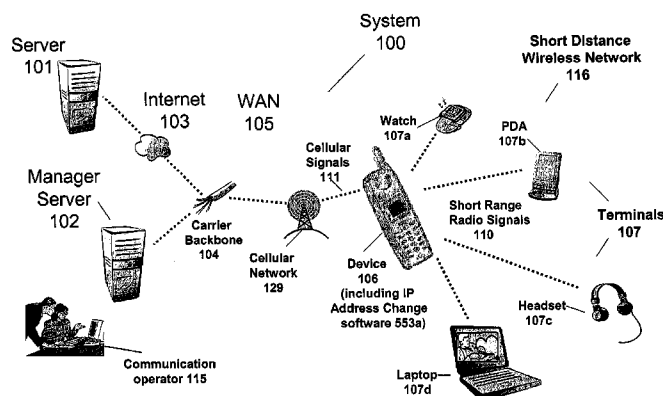 System
100
Server
101
Short Distance
Wireless Network
116
Internet
103
WAN
105
Watch
107a
PDA
107b
Cellular
Signals
111
Manager
Server
102
Carrier
Backbone
104
Cellular
Network
129
Device
106
(including IP
Address Change
software 553a)
Short Range
Radio Signals
110
Terminals
107
Headset
107c
Communication
operator 115
Laptop
107d